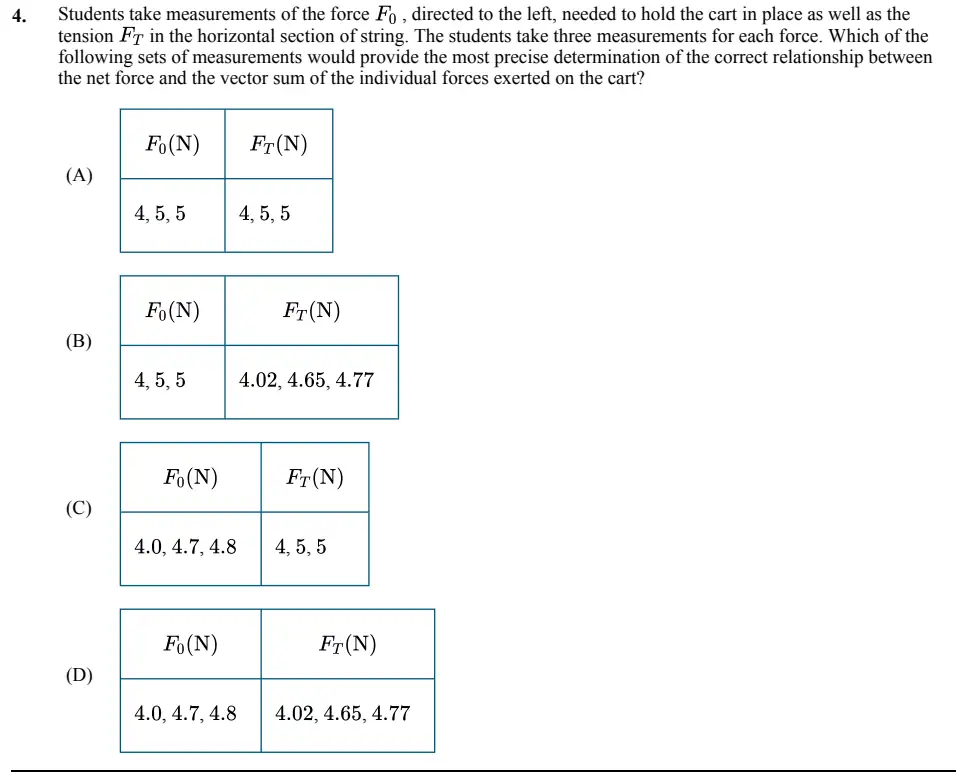 4. Students take measurements of the force F₀ , directed to the left, needed to hold the cart in place as well as the
tension F_T in the horizontal section of string. The students take three measurements for each force. Which of the
following sets of measurements would provide the most precise determination of the correct relationship between
the net force and the vector sum of the individual forces exerted on the cart?
(A)
F₀(N) F_T(N)
4, 5, 5 4, 5, 5
(B)
F₀(N) F_T(N)
4, 5, 5 4.02, 4.65, 4.77
(C)
F₀(N) F_T(N)
4.0, 4.7, 4.8 4, 5, 5
(D)
F₀(N) F_T(N)
4.0, 4.7, 4.8 4.02, 4.65, 4.77